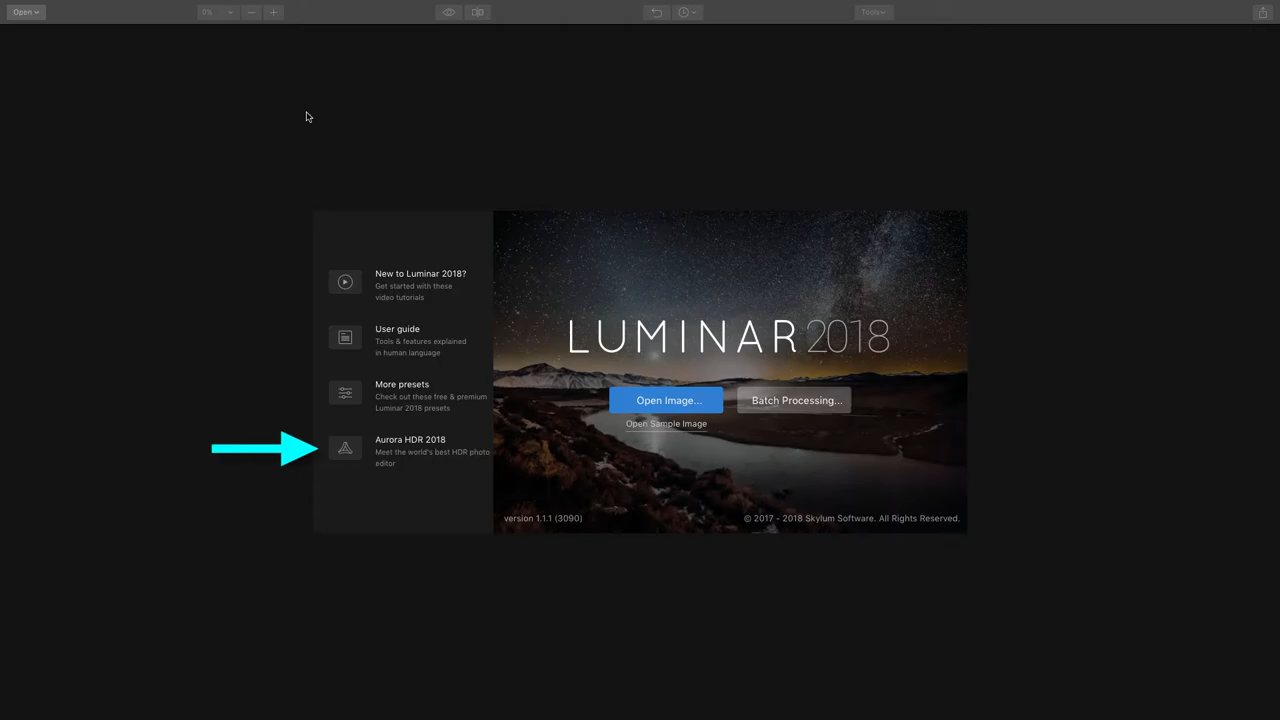 Open
0%
Tools
New to Luminar 2018?
Get started with these
video tutorials
User guide
Tools & features explained
in human language
More presets
Check out these free & premium
Luminar 2018 presets
Aurora HDR 2018
Meet the world's best HDR photo
editor
LUMINAR 2018
Open Image...
Batch Processing...
Open Sample Image
version 1.1.1 (3090)
© 2017 - 2018 Skylum Software. All Rights Reserved.